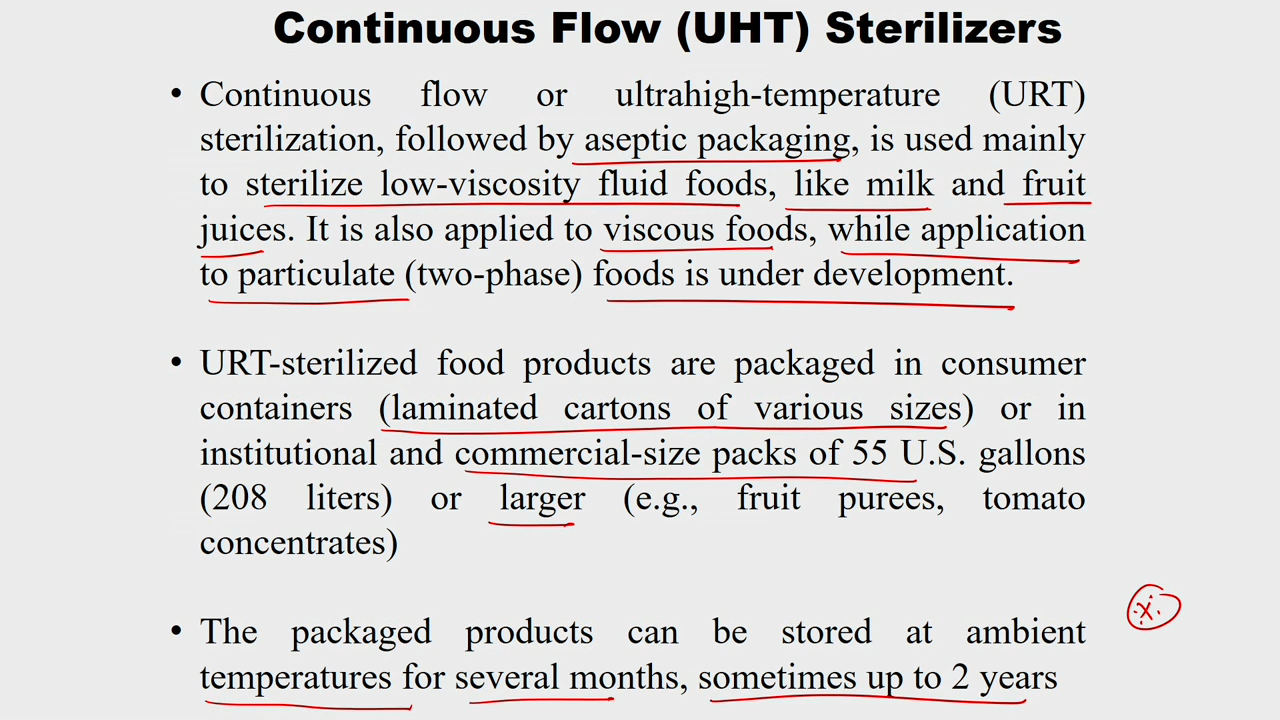 Continuous Flow (UHT) Sterilizers
• Continuous flow or ultrahigh-temperature (URT)
sterilization, followed by aseptic packaging, is used mainly
to sterilize low-viscosity fluid foods, like milk and fruit
juices. It is also applied to viscous foods, while application
to particulate (two-phase) foods is under development.
• URT-sterilized food products are packaged in consumer
containers (laminated cartons of various sizes) or in
institutional and commercial-size packs of 55 U.S. gallons
(208 liters) or larger (e.g., fruit purees, tomato
concentrates)
• The packaged products can be stored at ambient
temperatures for several months, sometimes up to 2 years